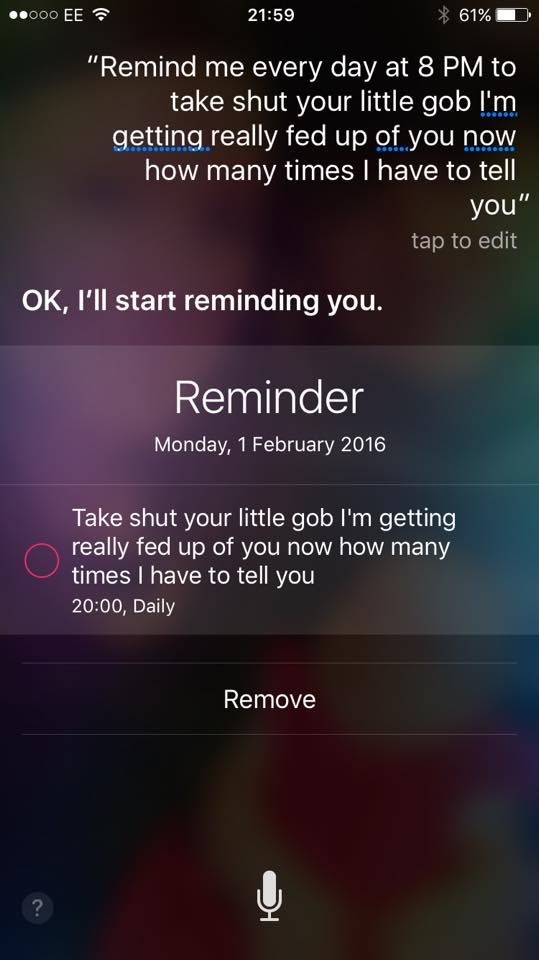 EE 21:59 61%
“Remind me every day at 8 PM to
take shut your little gob I'm
getting really fed up of you now
how many times I have to tell
you”
tap to edit
OK, I’ll start reminding you.
Reminder
Monday, 1 February 2016
Take shut your little gob I'm getting
really fed up of you now how many
times I have to tell you
20:00, Daily
Remove
?